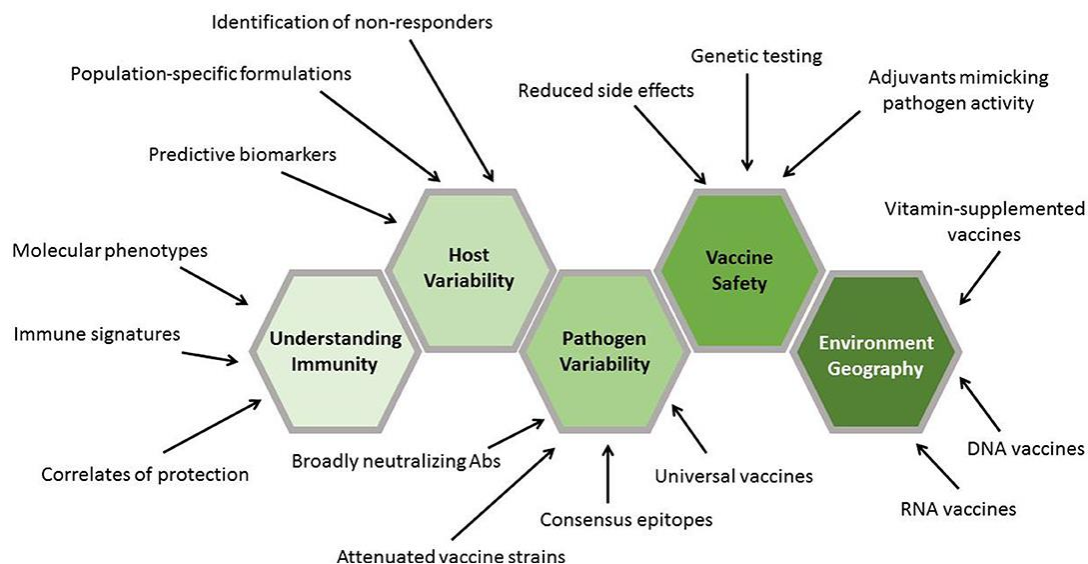 Identification of non-responders
Population-specific formulations
Predictive biomarkers
Molecular phenotypes
Immune signatures
Correlates of protection
Understanding
Immunity
Host
Variability
Broadly neutralizing Abs
Attenuated vaccine strains
Consensus epitopes
Universal vaccines
Pathogen
Variability
Reduced side effects
Genetic testing
Adjuvants mimicking
pathogen activity
Vaccine
Safety
Vitamin-supplemented
vaccines
Environment
Geography
DNA vaccines
RNA vaccines